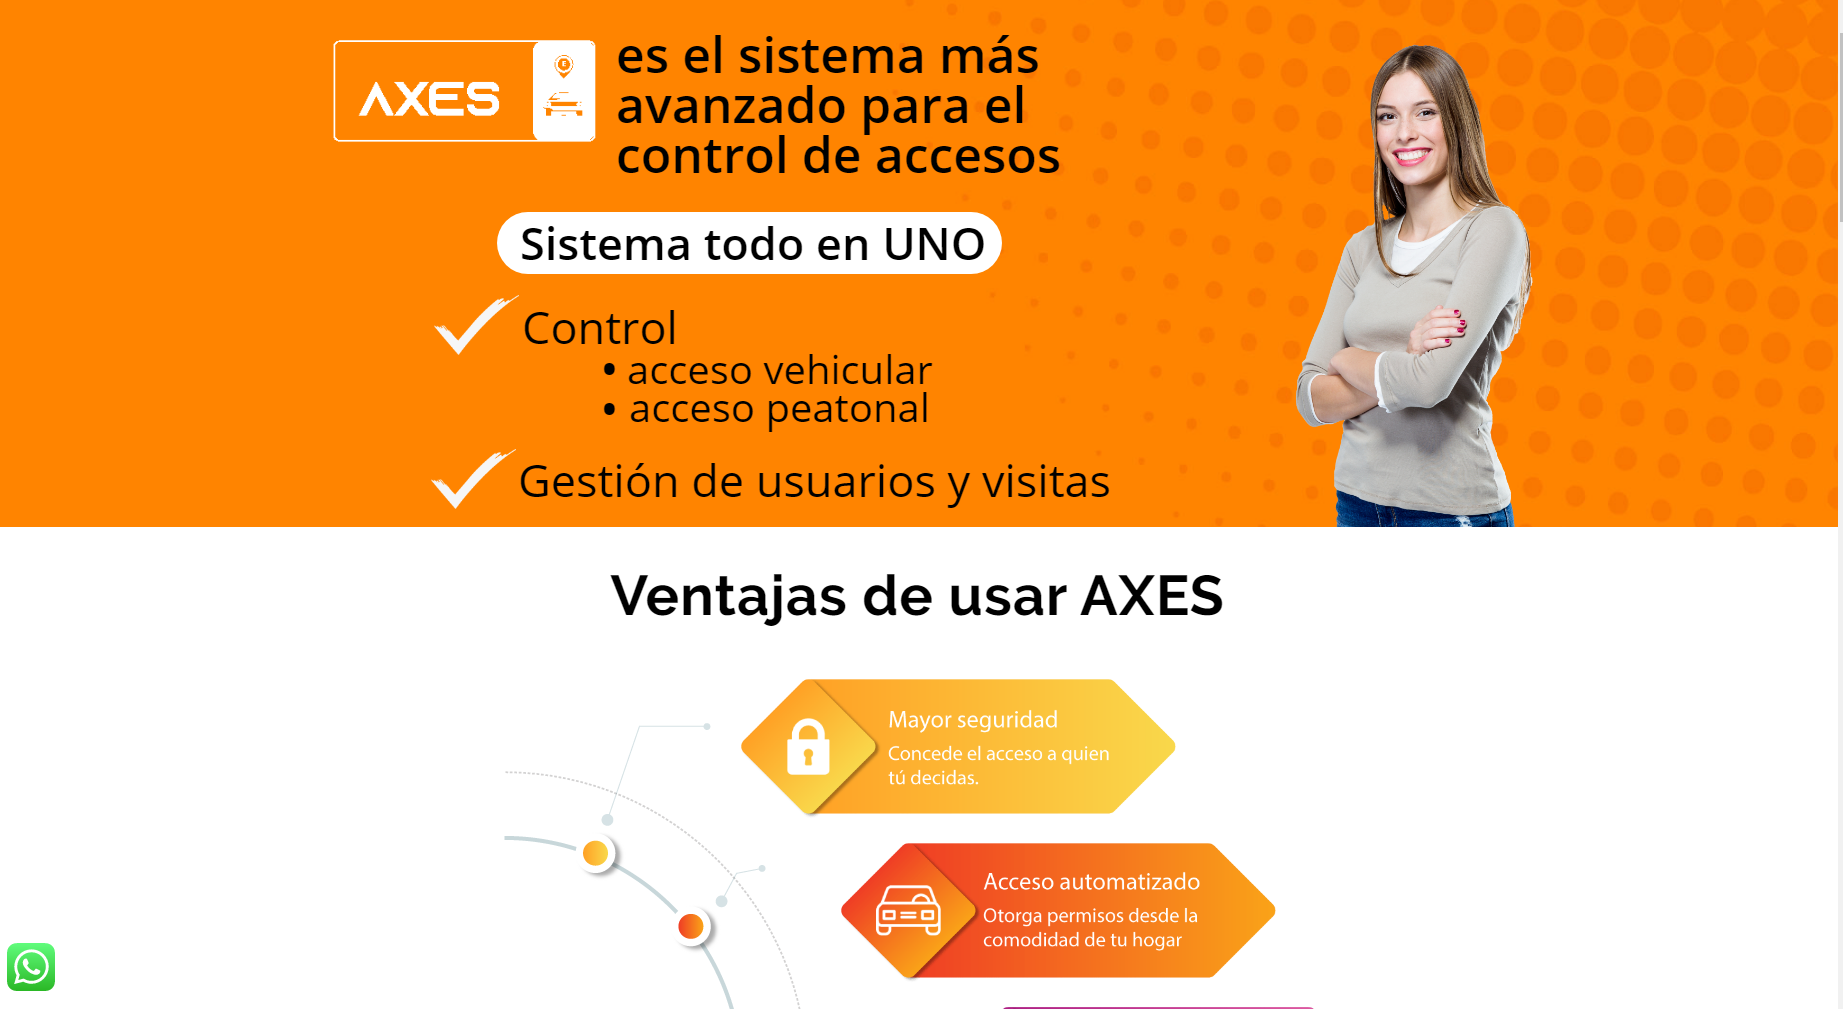 AXES
E
es el sistema más
avanzado para el
control de accesos
Sistema todo en UNO
Control
• acceso vehicular
• acceso peatonal
Gestión de usuarios y visitas
Ventajas de usar AXES
Mayor seguridad
Concede el acceso a quien
tú decidas.
Acceso automatizado
Otorga permisos desde la
comodidad de tu hogar